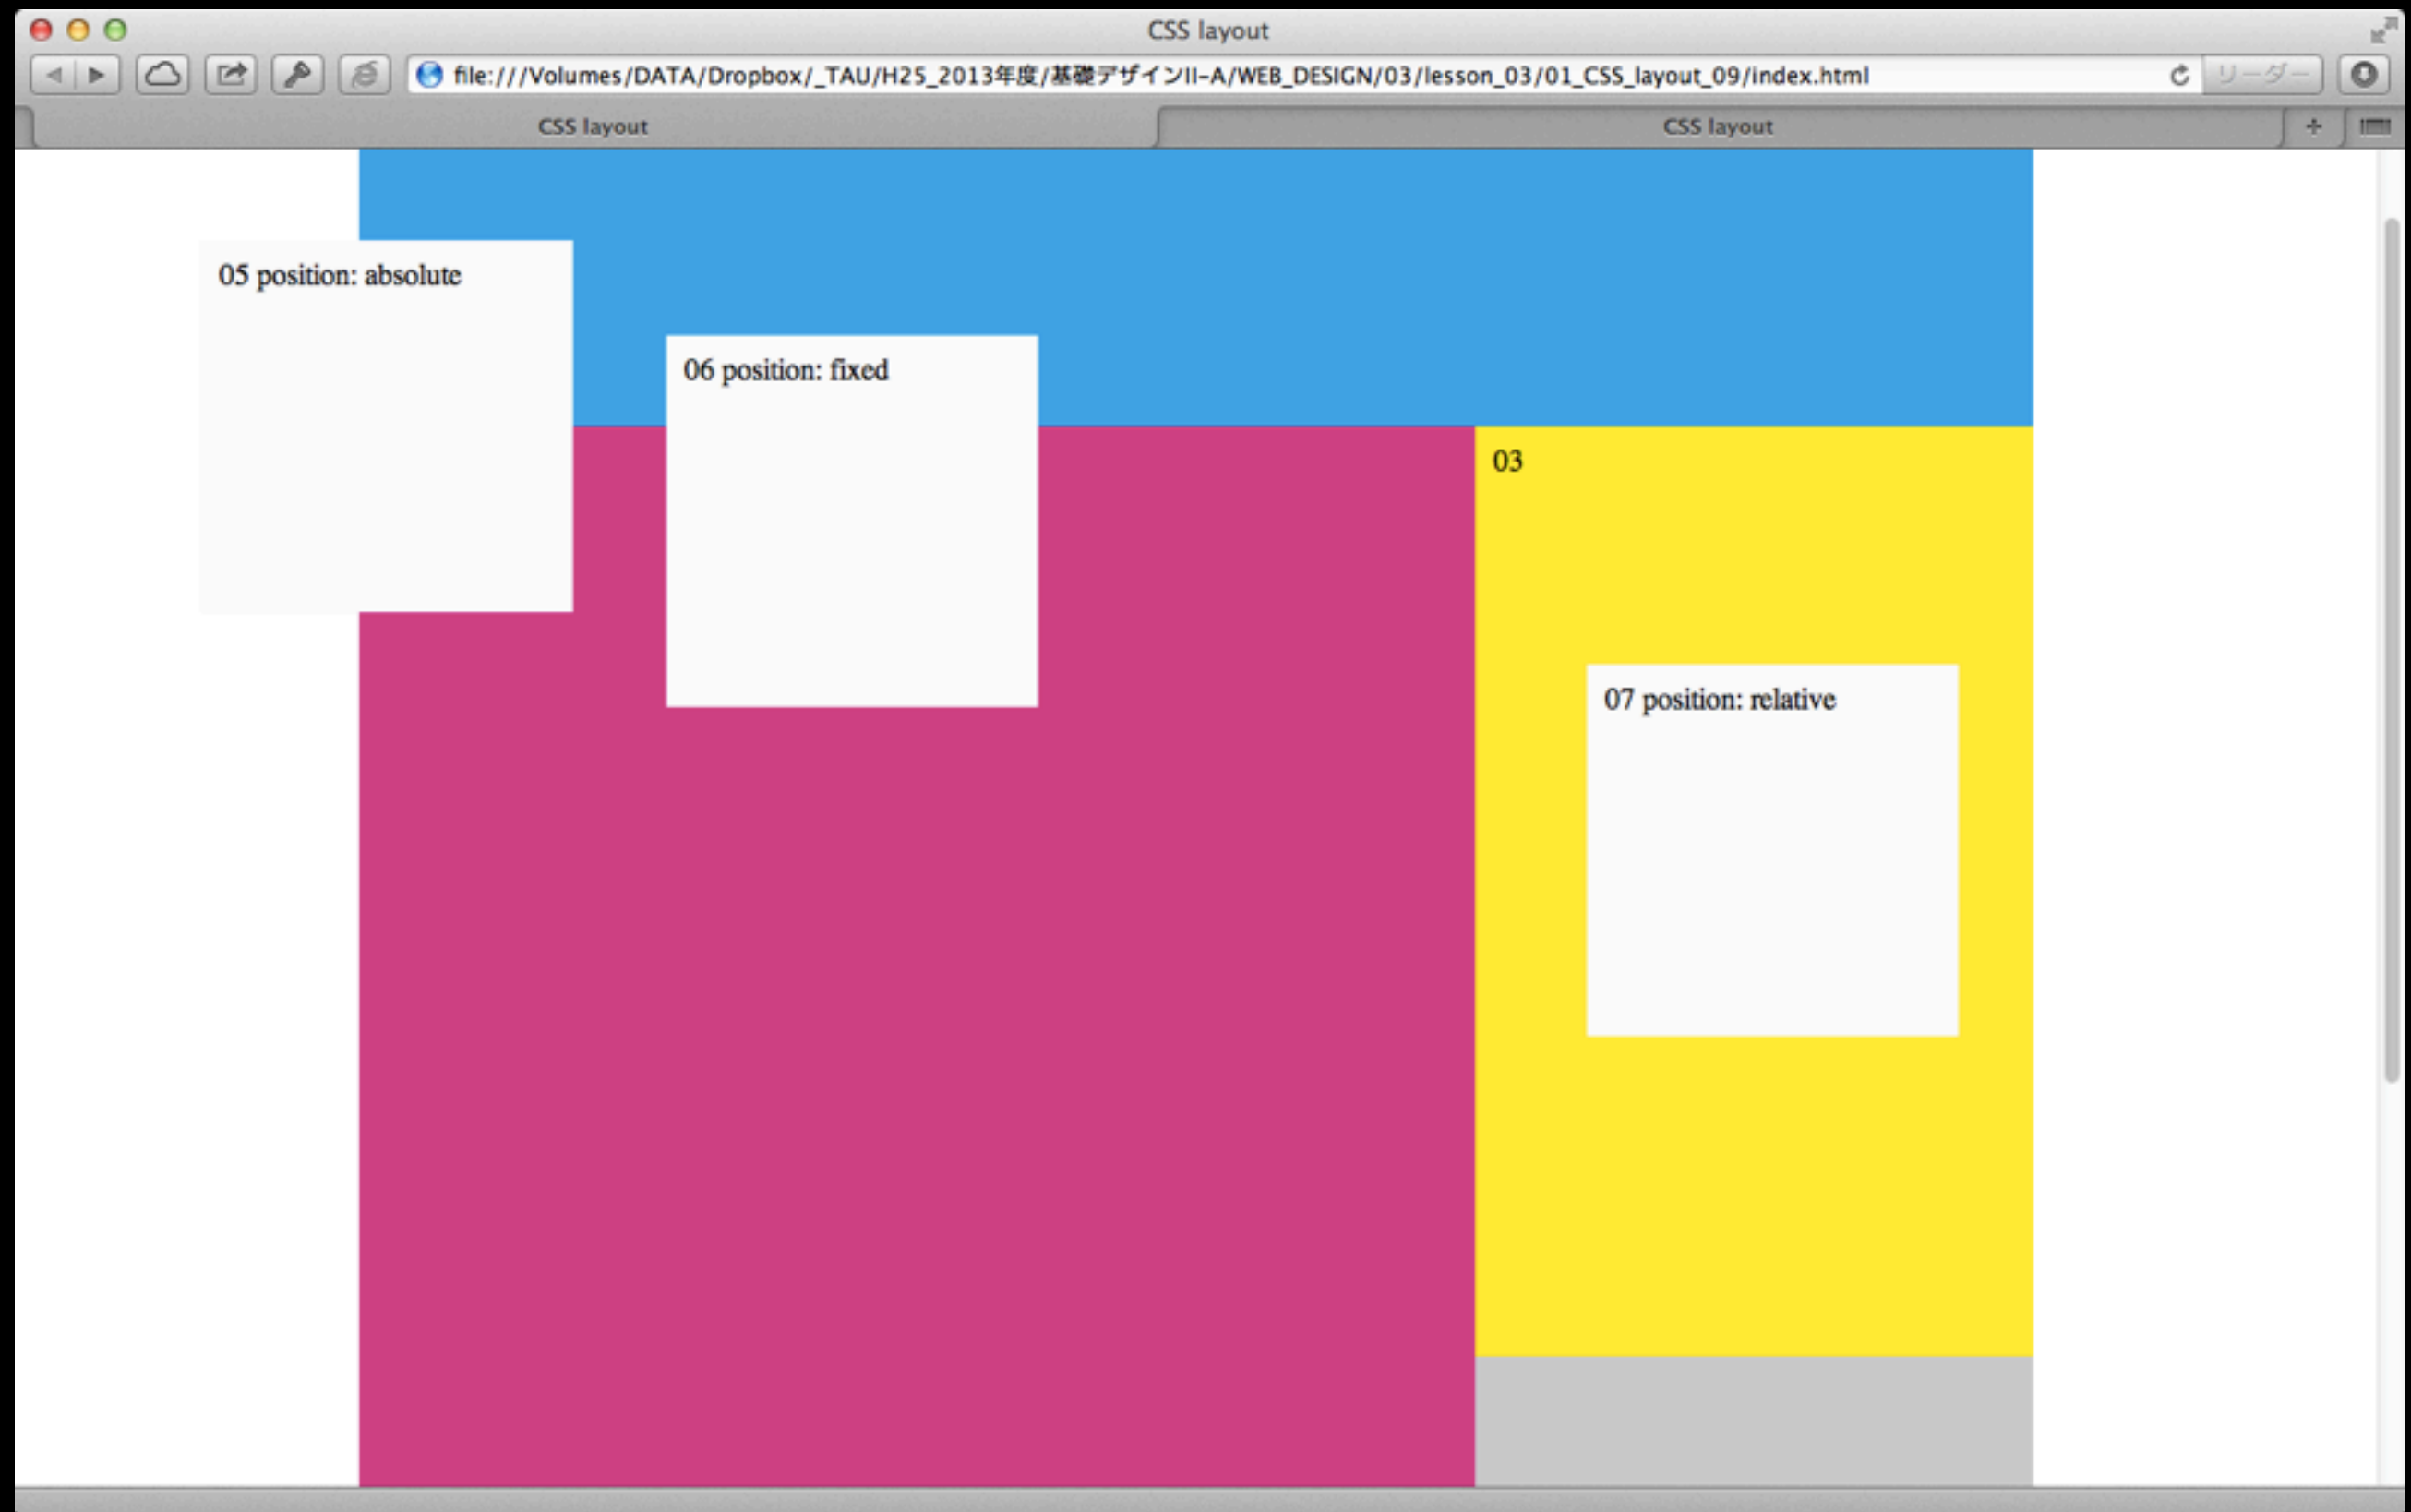 CSS layout
file:///Volumes/DATA/Dropbox/_TAU/H25_2013年度/基礎デザインII-A/WEB_DESIGN/03/lesson_03/01_CSS_layout_09/index.html
リーダー
CSS layout
CSS layout
05 position: absolute
06 position: fixed
03
07 position: relative